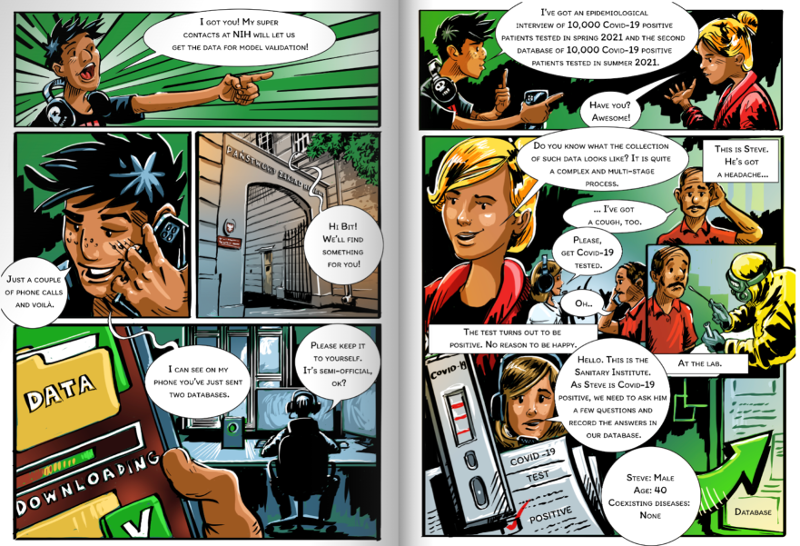 I got you! My super
contacts at NIH will let us
get the data for model validation!
Just a couple
of phone calls
and voilà.
Hi Bit!
We'll find
something
for you!
I can see on my
phone you've just sent
two databases.
Please keep it
to yourself.
It's semi-official,
ok?
DATA
DOWNLOADING
I've got an epidemiological
interview of 10,000 Covid-19 positive
patients tested in spring 2021 and the second
database of 10,000 Covid-19 positive
patients tested in summer 2021.
Have you?
Awesome!
Do you know what the collection
of such data looks like? It is quite
a complex and multi-stage
process.
This is Steve.
He's got
a headache...
... I've got
a cough, too.
Please,
get Covid-19
tested.
Oh..
At the lab.
The test turns out to be
positive. No reason to be happy.
Covid-19
Hello. This is the
Sanitary Institute.
As Steve is Covid-19
positive, we need to ask him
a few questions and
record the answers in
our database.
COVID-19
TEST
POSITIVE
Steve: Male
Age: 40
Coexisting diseases:
None
Database